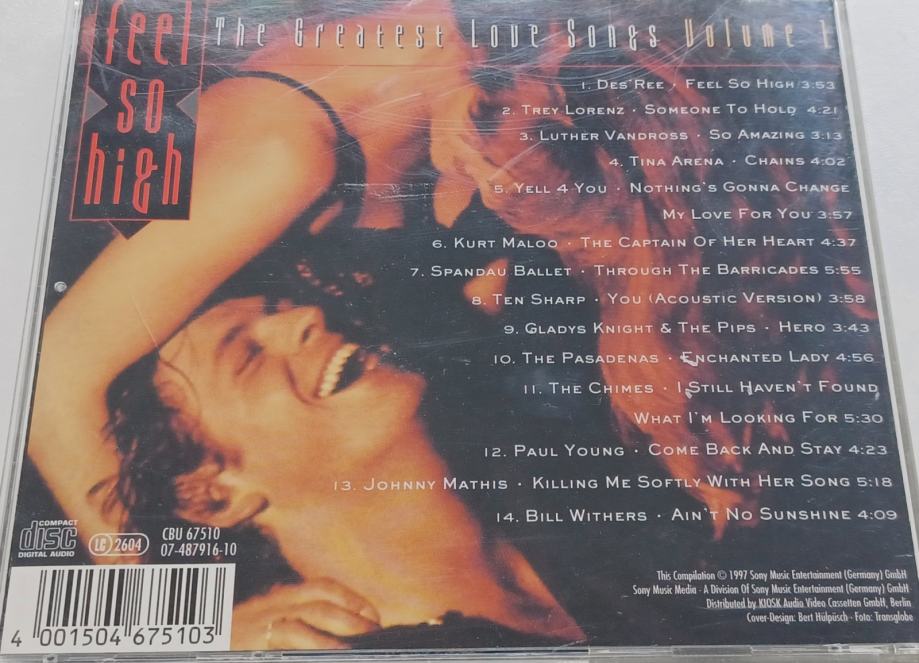 feel
so
high
The Greatest Love Songs Volume 1
1. Des'Ree · Feel So High 3:53
2. Trey Lorenz · Someone To Hold 4:21
3. Luther Vandross · So Amazing 3:13
4. Tina Arena · Chains 4:02
5. Yell 4 You · Nothing's Gonna Change
My Love For You 3:57
6. Kurt Maloo · The Captain Of Her Heart 4:37
7. Spandau Ballet · Through The Barricades 5:55
8. Ten Sharp · You (Acoustic Version) 3:58
9. Gladys Knight & The Pips · Hero 3:43
10. The Pasadenas · Enchanted Lady 4:56
11. The Chimes · I Still Haven't Found
What I'm Looking For 5:30
12. Paul Young · Come Back And Stay 4:23
13. Johnny Mathis · Killing Me Softly With Her Song 5:18
14. Bill Withers · Ain't No Sunshine 4:09
COMPACT
disc
DIGITAL AUDIO
LC 2604
CBU 67510
07-487916-10
4 001504 675103
This Compilation © 1997 Sony Music Entertainment (Germany) GmbH
Sony Music Media · A Division Of Sony Music Entertainment (Germany) GmbH
Distributed by KIOSK Audio Video Cassetten GmbH, Berlin
Cover-Design: Bert Hülpüsch · Foto: Transglobe